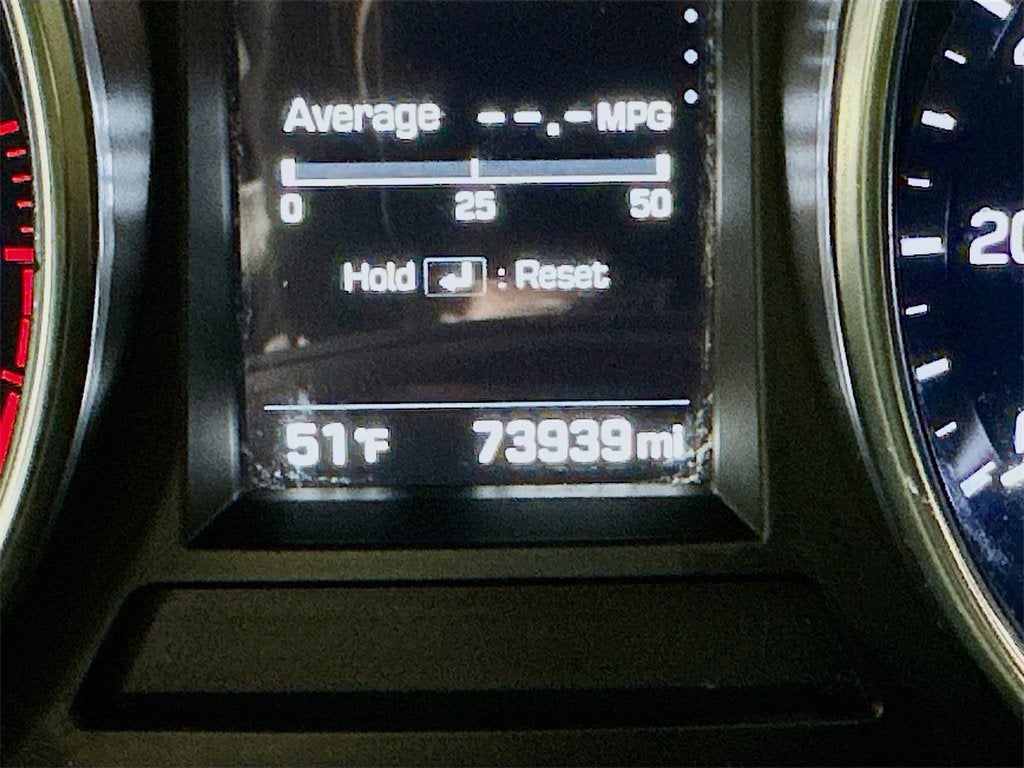 Average --.-MPG
0 25 50
Hold ↵ : Reset
20
51°F 73939mi